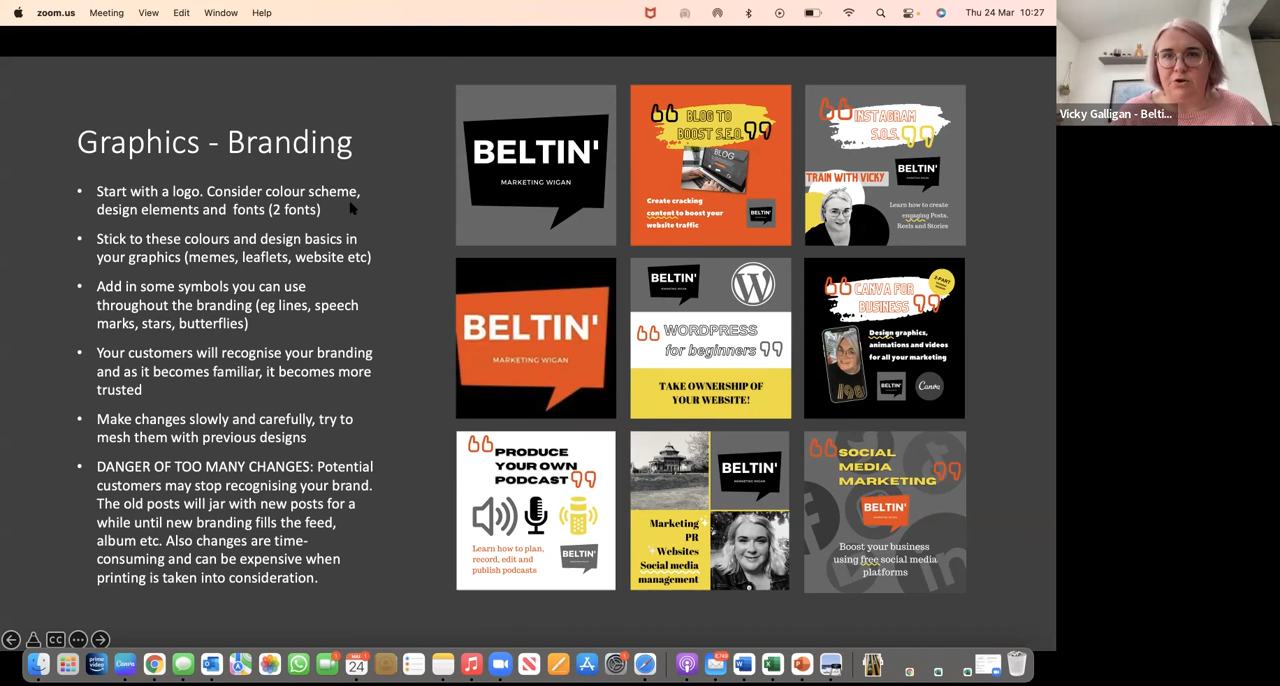 zoom.us Meeting View Edit Window Help Thu 24 Mar 10:27
Vicky Galligan - Belti...
Graphics - Branding
• Start with a logo. Consider colour scheme,
design elements and fonts (2 fonts)
• Stick to these colours and design basics in
your graphics (memes, leaflets, website etc)
• Add in some symbols you can use
throughout the branding (eg lines, speech
marks, stars, butterflies)
• Your customers will recognise your branding
and as it becomes familiar, it becomes more
trusted
• Make changes slowly and carefully, try to
mesh them with previous designs
• DANGER OF TOO MANY CHANGES: Potential
customers may stop recognising your brand.
The old posts will jar with new posts for a
while until new branding fills the feed,
album etc. Also changes are time-
consuming and can be expensive when
printing is taken into consideration.
BELTIN'
MARKETING WIGAN
BLOG TO
BOOST S.E.O.
BLOG
Create cracking
content to boost your
website traffic
BELTIN'
INSTAGRAM
S.O.S.
TRAIN WITH VICKY
BELTIN'
Learn how to create
engaging Posts,
Reels and Stories
BELTIN'
MARKETING WIGAN
BELTIN'
WORDPRESS
for beginners
TAKE OWNERSHIP OF
YOUR WEBSITE!
CANVA FOR
BUSINESS
Design graphics,
animations and videos
for all your marketing
BELTIN'
Canva
PRODUCE
YOUR OWN
PODCAST
Learn how to plan,
record, edit and
publish podcasts
BELTIN'
BELTIN'
Marketing
PR
Websites
Social media
management
SOCIAL
MEDIA
MARKETING
BELTIN'
Boost your business
using free social media
platforms
CC
prime video
Canva
24